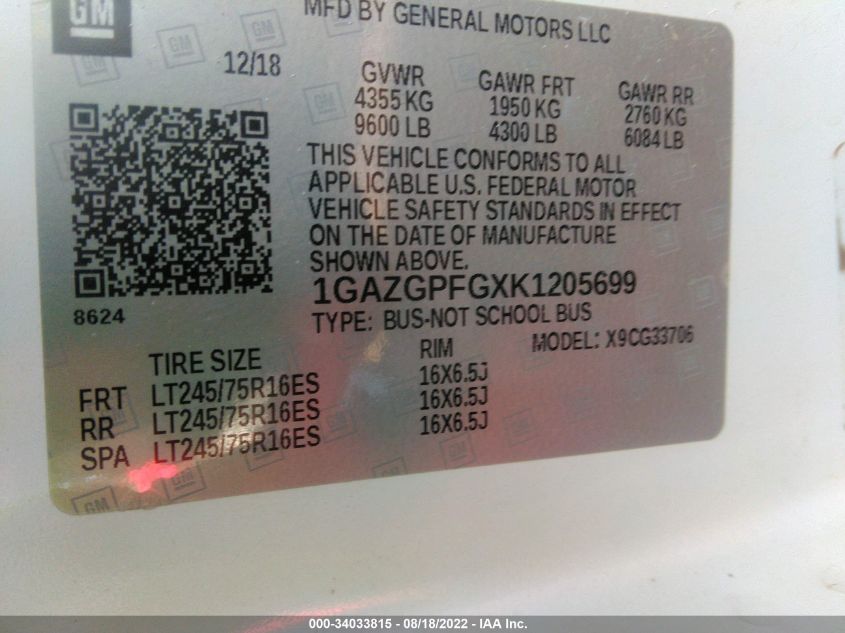 GM
MFD BY GENERAL MOTORS LLC
12/18
GVWR GAWR FRT GAWR RR
4355 KG 1950 KG 2760 KG
9600 LB 4300 LB 6084 LB
THIS VEHICLE CONFORMS TO ALL
APPLICABLE U.S. FEDERAL MOTOR
VEHICLE SAFETY STANDARDS IN EFFECT
ON THE DATE OF MANUFACTURE
SHOWN ABOVE.
1GAZGPFGXK1205699
8624
TYPE: BUS-NOT SCHOOL BUS
MODEL: X9CG33706
TIRE SIZE RIM
FRT LT245/75R16ES 16X6.5J
RR LT245/75R16ES 16X6.5J
SPA LT245/75R16ES 16X6.5J
000-34033815 - 08/18/2022 - IAA Inc.